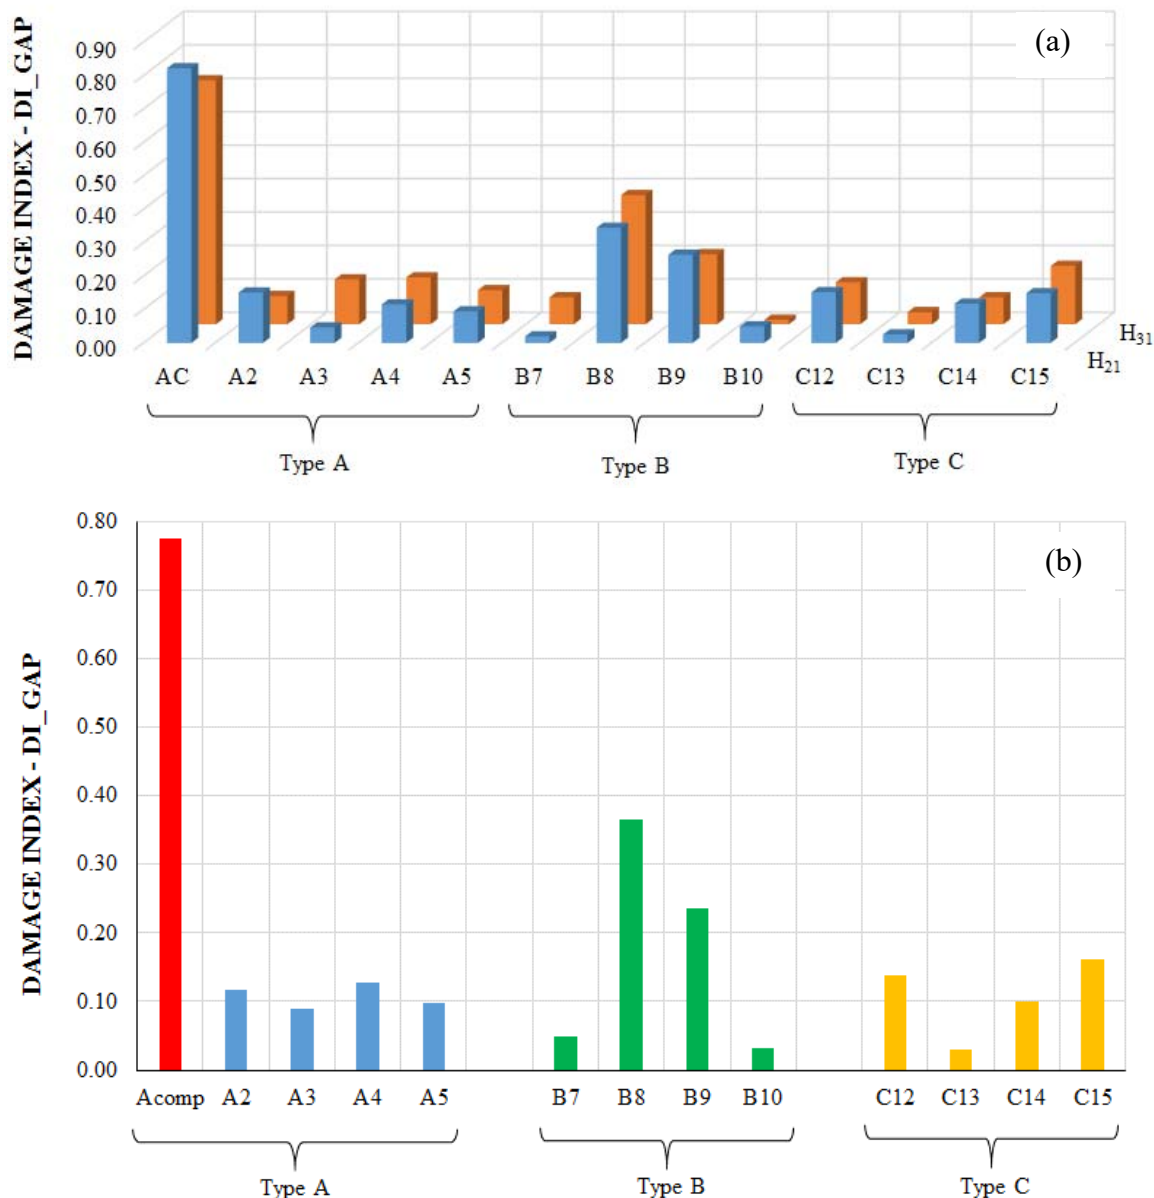 DAMAGE INDEX - DI_GAP
(a)
0.90
0.80
0.70
0.60
0.50
0.40
0.30
0.20
0.10
0.00
H31
H21
AC A2 A3 A4 A5 B7 B8 B9 B10 C12 C13 C14 C15
Type A Type B Type C
DAMAGE INDEX - DI_GAP
(b)
0.80
0.70
0.60
0.50
0.40
0.30
0.20
0.10
0.00
Acomp A2 A3 A4 A5 B7 B8 B9 B10 C12 C13 C14 C15
Type A Type B Type C